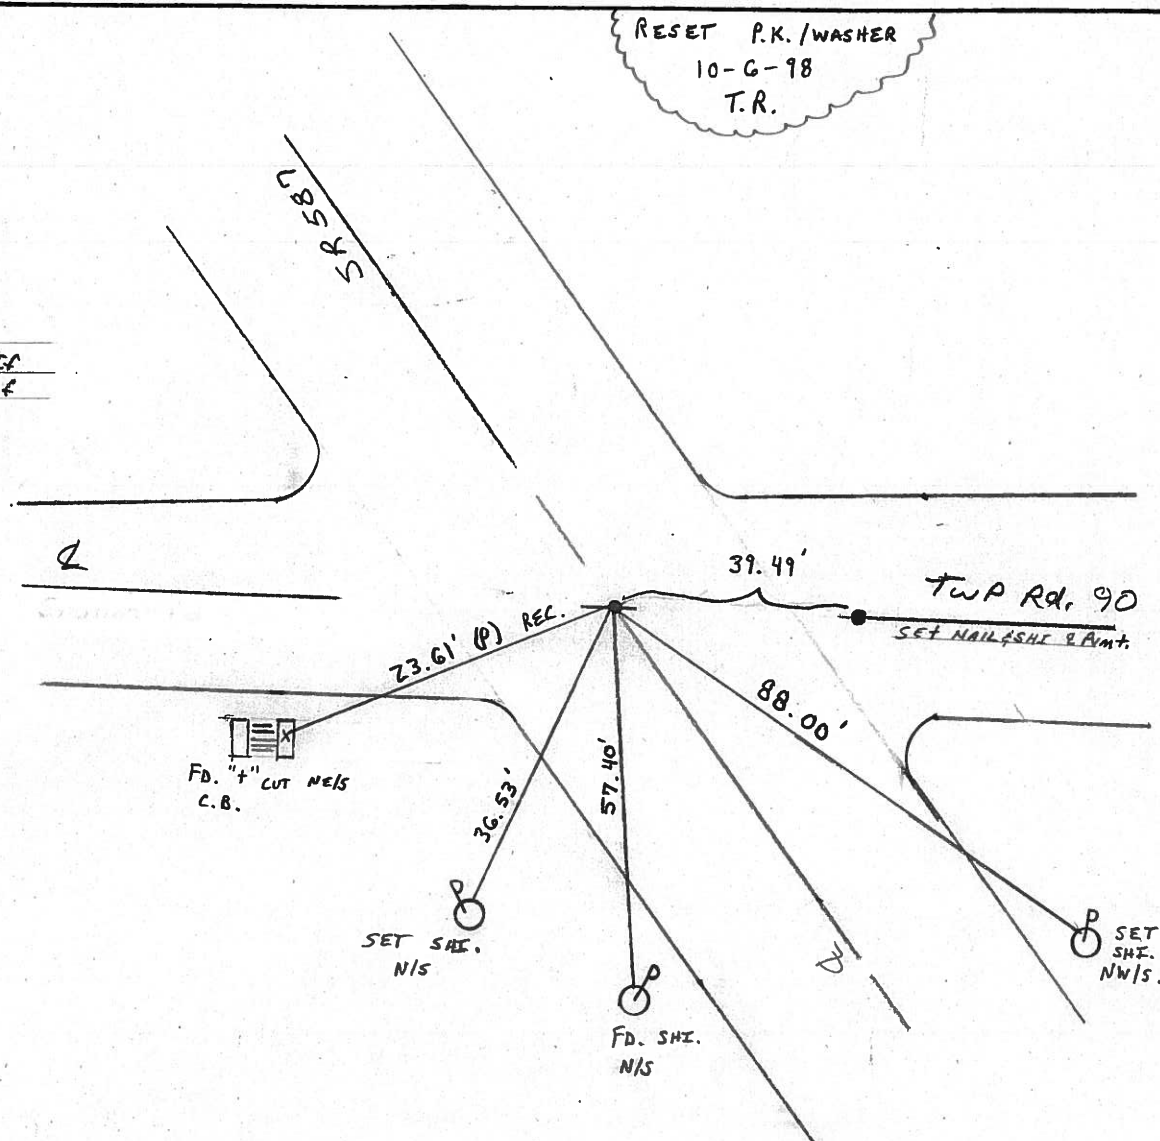 RESET P.K./WASHER
10-6-98
T.R.
SR 587
℄
39.49'
TWP Rd. 90
SET NAIL & SHI
23.61' (P) REC.
88.00'
57.40'
36.53'
FD. "+" CUT NE/S
C.B.
SET SHI.
N/S
FD. SHI.
N/S
SET
SHI.
NW/S.